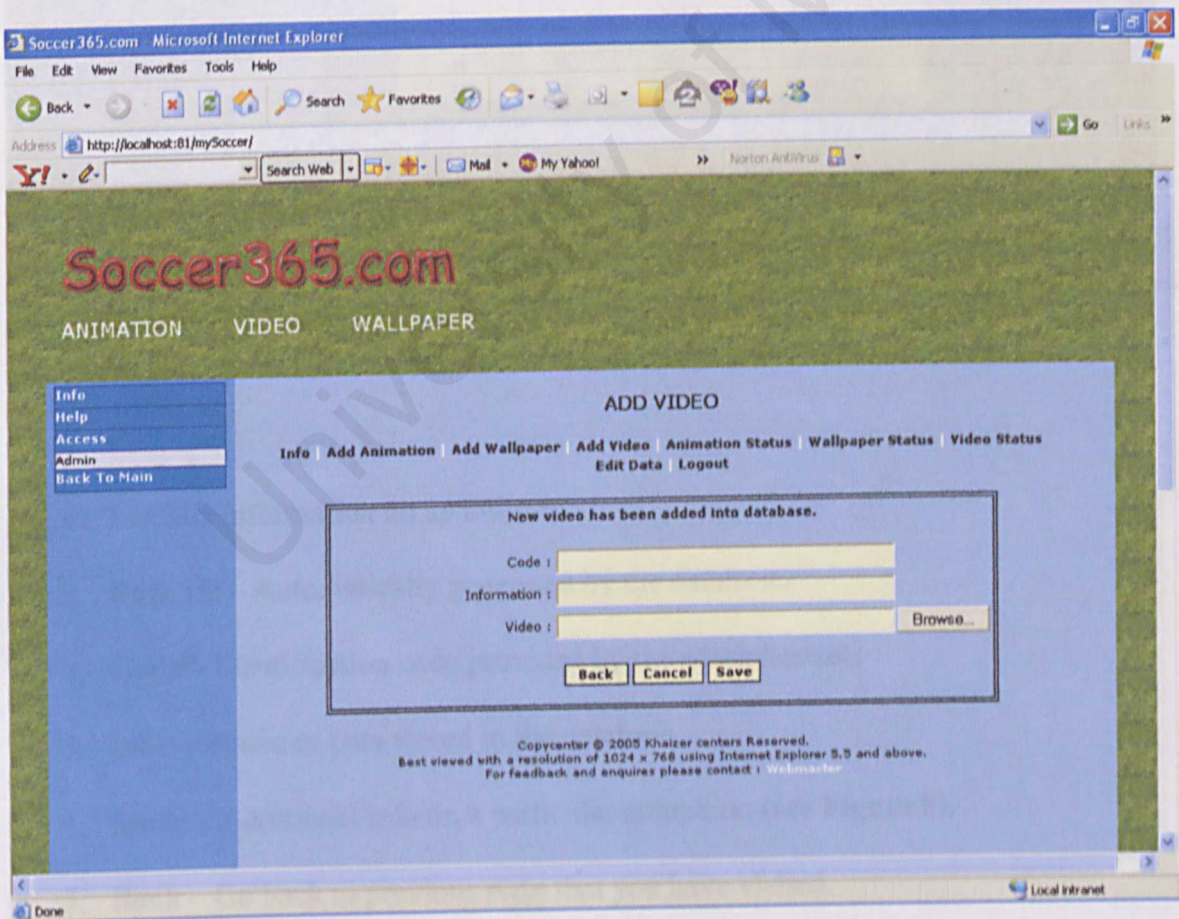 Soccer365.com - Microsoft Internet Explorer
File Edit View Favorites Tools Help
Back Search Favorites
Address http://localhost:81/mySoccer/ Go Links »
Y! Search Web Mail My Yahoo! » Norton AntiVirus
Soccer365.com
ANIMATION VIDEO WALLPAPER
Info
Help
Access
Admin
Back To Main
ADD VIDEO
Info | Add Animation | Add Wallpaper | Add Video | Animation Status | Wallpaper Status | Video Status
Edit Data | Logout
New video has been added into database.
Code :
Information :
Video : Browse...
Back Cancel Save
Copycenter © 2005 Khaizer centers Reserved.
Best viewed with a resolution of 1024 x 768 using Internet Explorer 5.5 and above.
For feedback and enquires please contact : Webmaster
Done Local intranet
University of M